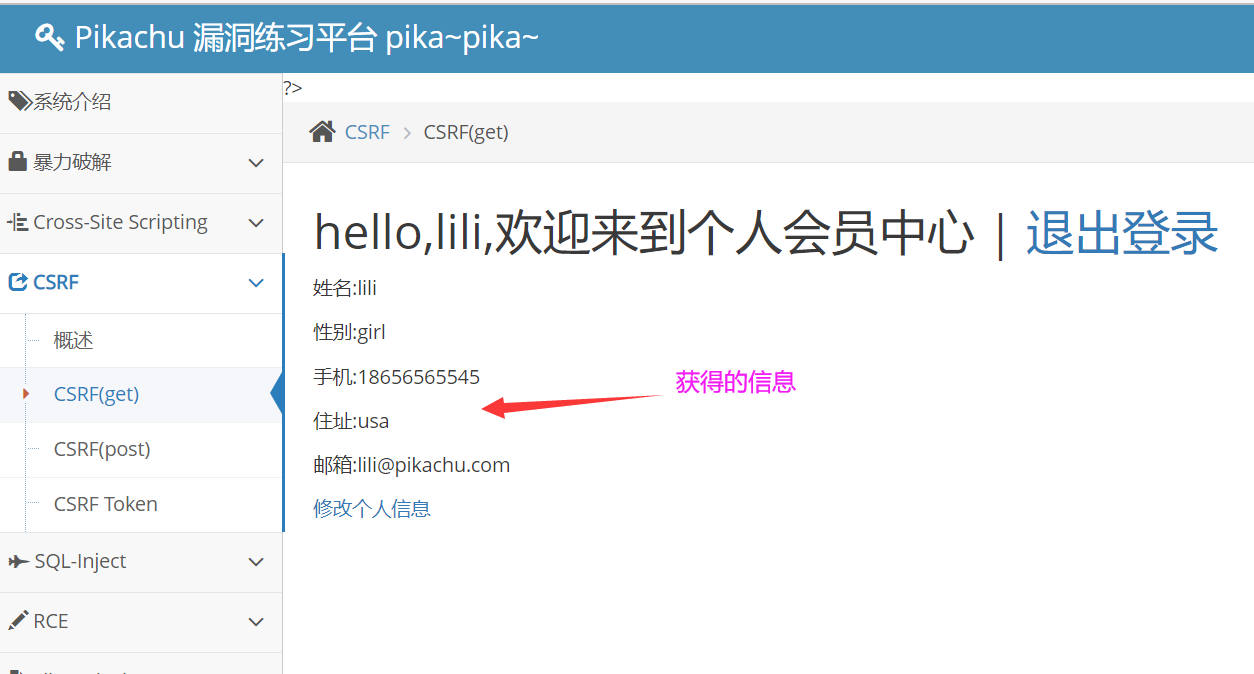 Pikachu 漏洞练习平台 pika~pika~
系统介绍
暴力破解
Cross-Site Scripting
CSRF
概述
CSRF(get)
CSRF(post)
CSRF Token
SQL-Inject
RCE
?>
CSRF > CSRF(get)
hello,lili,欢迎来到个人会员中心 | 退出登录
姓名:lili
性别:girl
手机:18656565545
住址:usa
邮箱:lili@pikachu.com
修改个人信息
获得的信息